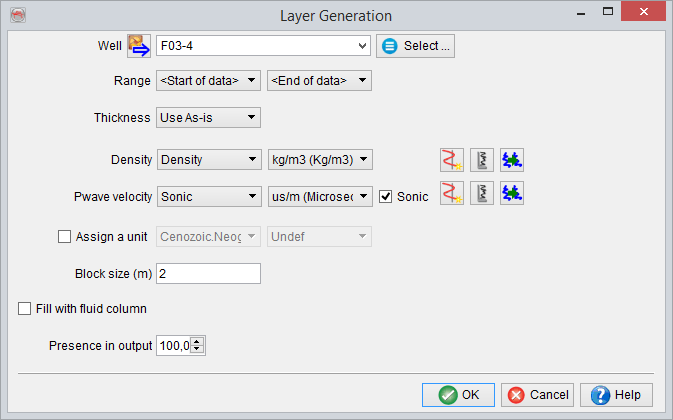 Layer Generation
Well F03-4 Select ...
Range <Start of data> <End of data>
Thickness Use As-is
Density Density kg/m3 (Kg/m3)
Pwave velocity Sonic us/m (Microsec Sonic
Assign a unit Cenozoic.Neog Undef
Block size (m) 2
Fill with fluid column
Presence in output 100,0
OK Cancel Help